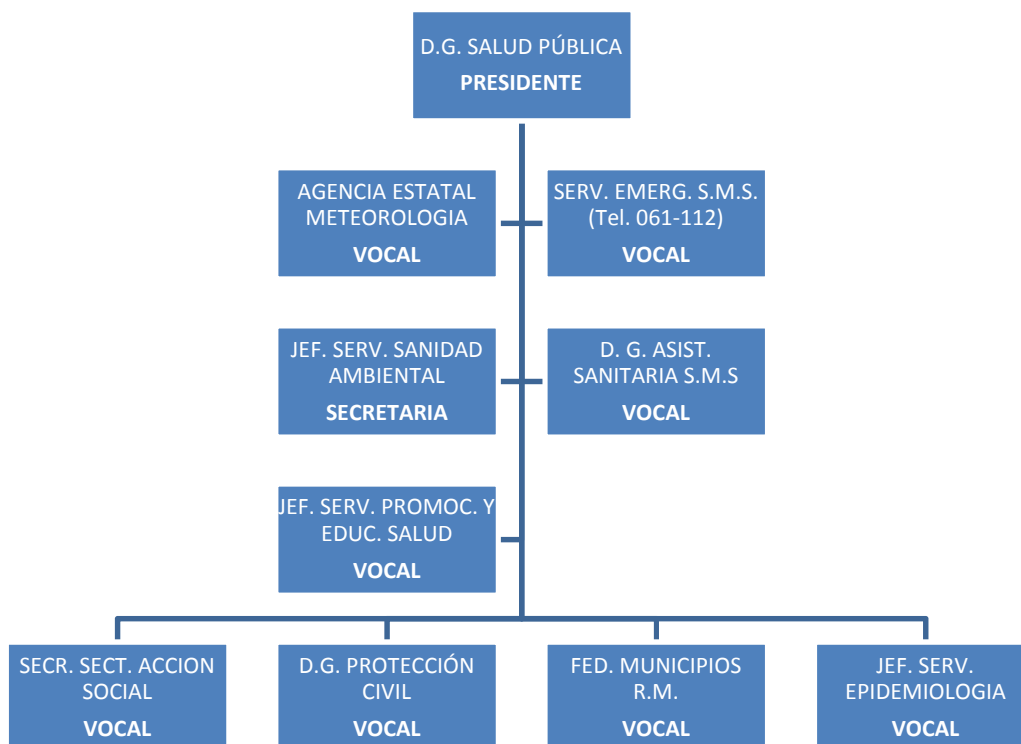 D.G. SALUD PÚBLICA
PRESIDENTE
AGENCIA ESTATAL
METEOROLOGIA
VOCAL
SERV. EMERG. S.M.S.
(Tel. 061-112)
VOCAL
JEF. SERV. SANIDAD
AMBIENTAL
SECRETARIA
D. G. ASIST.
SANITARIA S.M.S
VOCAL
JEF. SERV. PROMOC. Y
EDUC. SALUD
VOCAL
SECR. SECT. ACCION
SOCIAL
VOCAL
D.G. PROTECCIÓN
CIVIL
VOCAL
FED. MUNICIPIOS
R.M.
VOCAL
JEF. SERV.
EPIDEMIOLOGIA
VOCAL